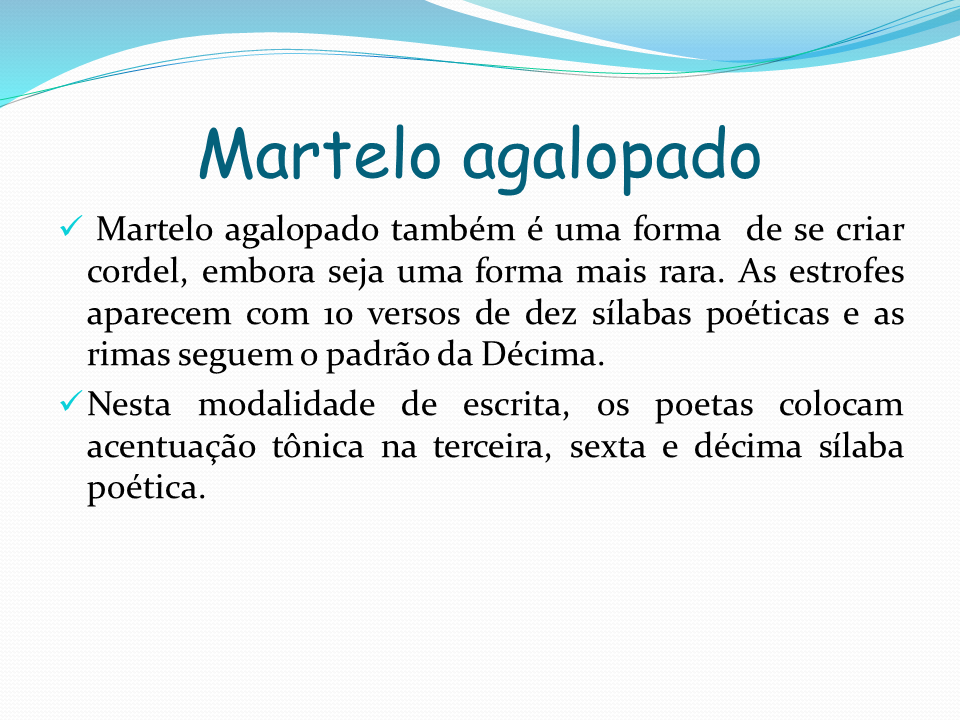 Martelo agalopado
✓ Martelo agalopado também é uma forma de se criar
cordel, embora seja uma forma mais rara. As estrofes
aparecem com 10 versos de dez sílabas poéticas e as
rimas seguem o padrão da Décima.
✓ Nesta modalidade de escrita, os poetas colocam
acentuação tônica na terceira, sexta e décima sílaba
poética.